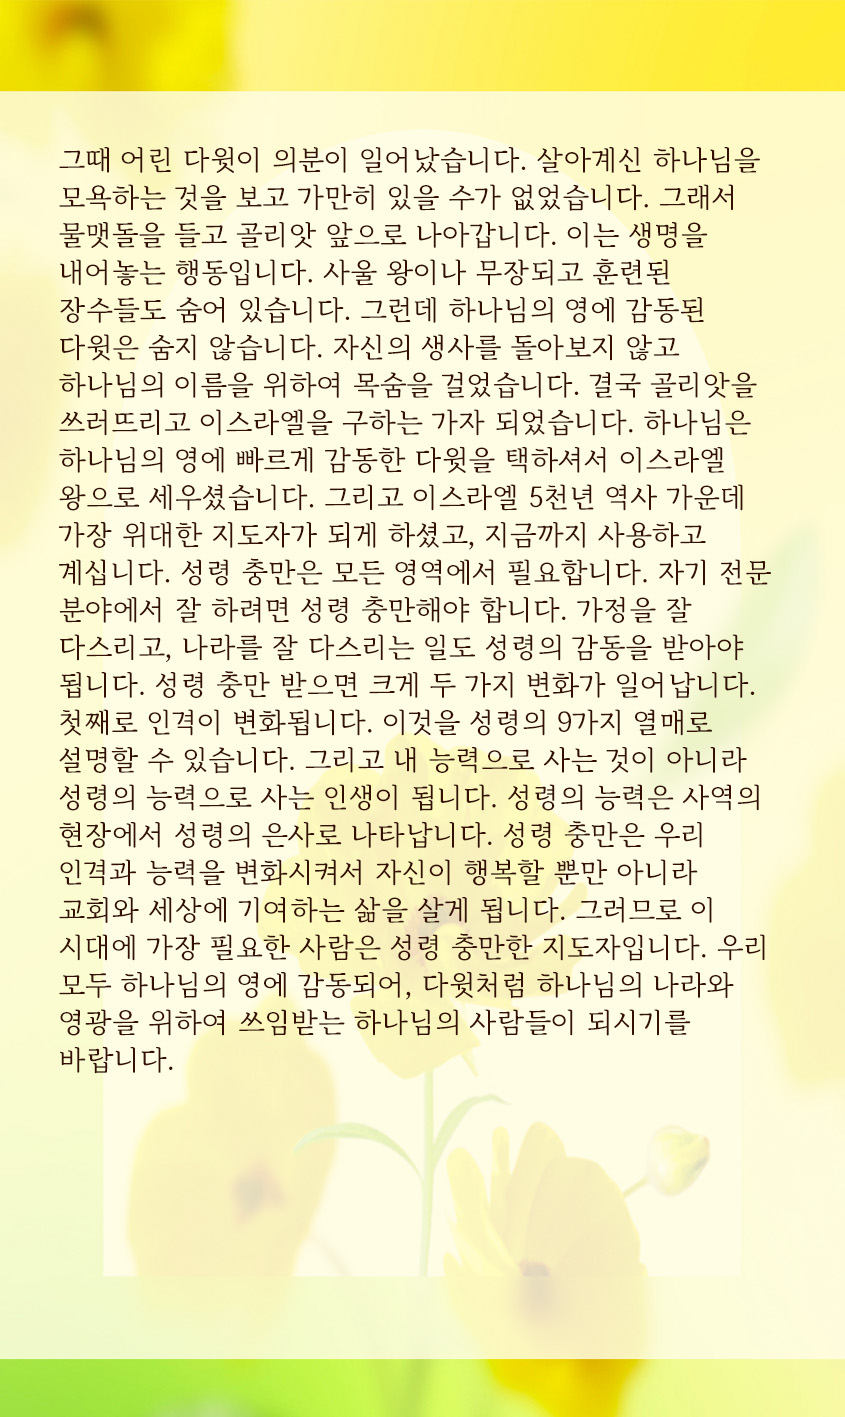 그때 어린 다윗이 의분이 일어났습니다. 살아계신 하나님을
모욕하는 것을 보고 가만히 있을 수가 없었습니다. 그래서
물맷돌을 들고 골리앗 앞으로 나아갑니다. 이는 생명을
내어놓는 행동입니다. 사울 왕이나 무장되고 훈련된
장수들도 숨어 있습니다. 그런데 하나님의 영에 감동된
다윗은 숨지 않습니다. 자신의 생사를 돌아보지 않고
하나님의 이름을 위하여 목숨을 걸었습니다. 결국 골리앗을
쓰러뜨리고 이스라엘을 구하는 가자 되었습니다. 하나님은
하나님의 영에 빠르게 감동한 다윗을 택하셔서 이스라엘
왕으로 세우셨습니다. 그리고 이스라엘 5천년 역사 가운데
가장 위대한 지도자가 되게 하셨고, 지금까지 사용하고
계십니다. 성령 충만은 모든 영역에서 필요합니다. 자기 전문
분야에서 잘 하려면 성령 충만해야 합니다. 가정을 잘
다스리고, 나라를 잘 다스리는 일도 성령의 감동을 받아야
됩니다. 성령 충만 받으면 크게 두 가지 변화가 일어납니다.
첫째로 인격이 변화됩니다. 이것을 성령의 9가지 열매로
설명할 수 있습니다. 그리고 내 능력으로 사는 것이 아니라
성령의 능력으로 사는 인생이 됩니다. 성령의 능력은 사역의
현장에서 성령의 은사로 나타납니다. 성령 충만은 우리
인격과 능력을 변화시켜서 자신이 행복할 뿐만 아니라
교회와 세상에 기여하는 삶을 살게 됩니다. 그러므로 이
시대에 가장 필요한 사람은 성령 충만한 지도자입니다. 우리
모두 하나님의 영에 감동되어, 다윗처럼 하나님의 나라와
영광을 위하여 쓰임받는 하나님의 사람들이 되시기를
바랍니다.